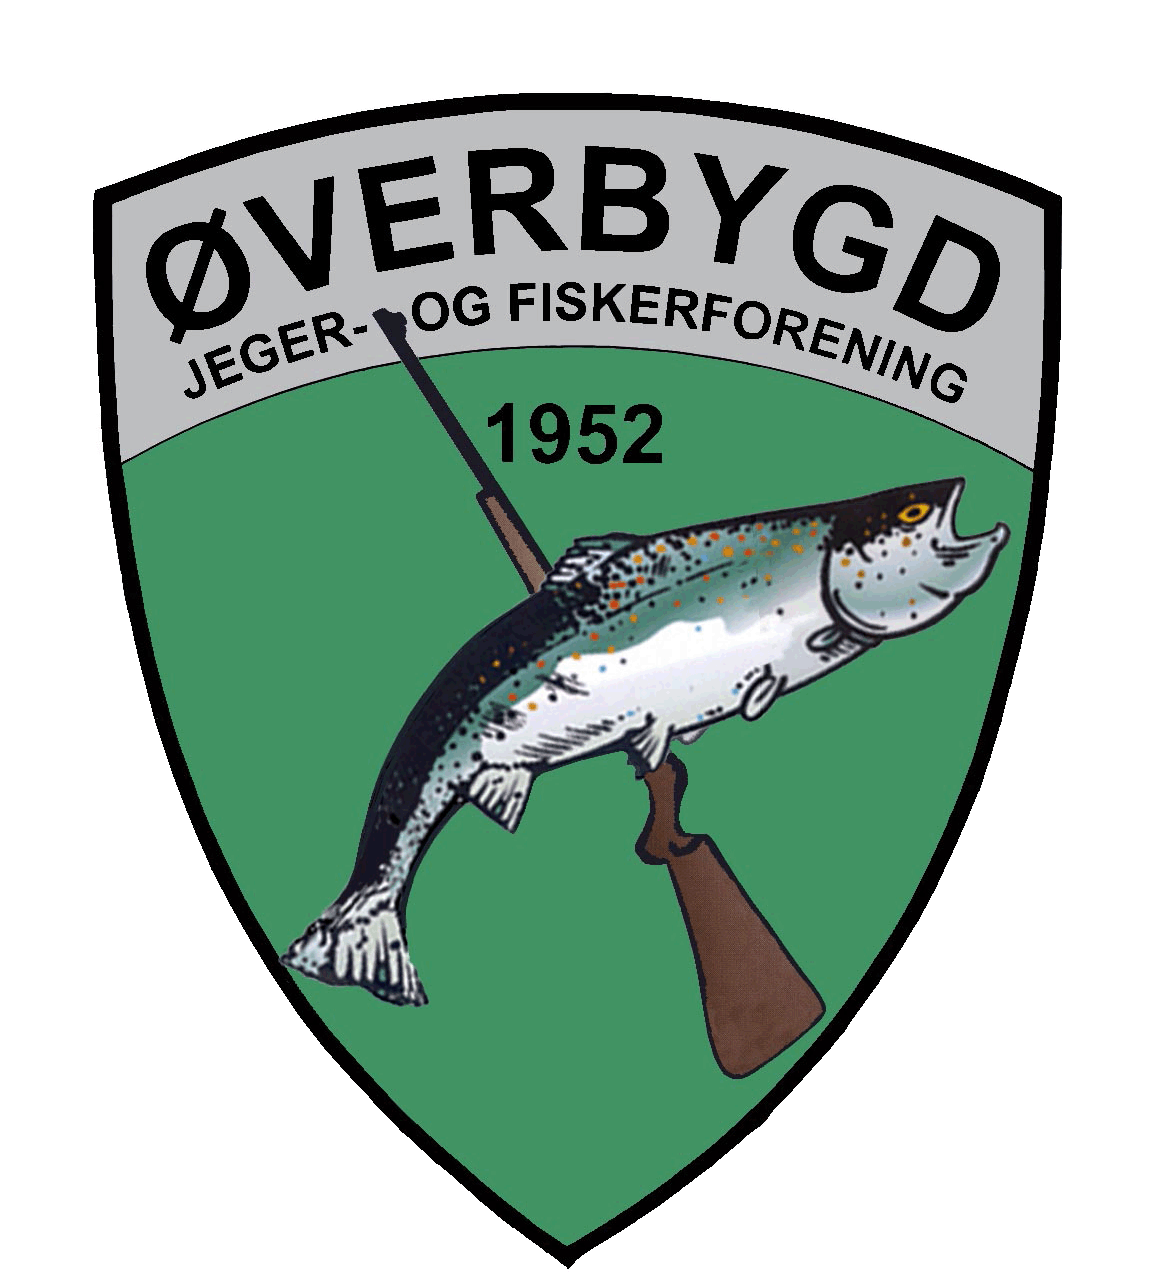 ØVERBYGD
JEGER- OG FISKERFORENING
1952